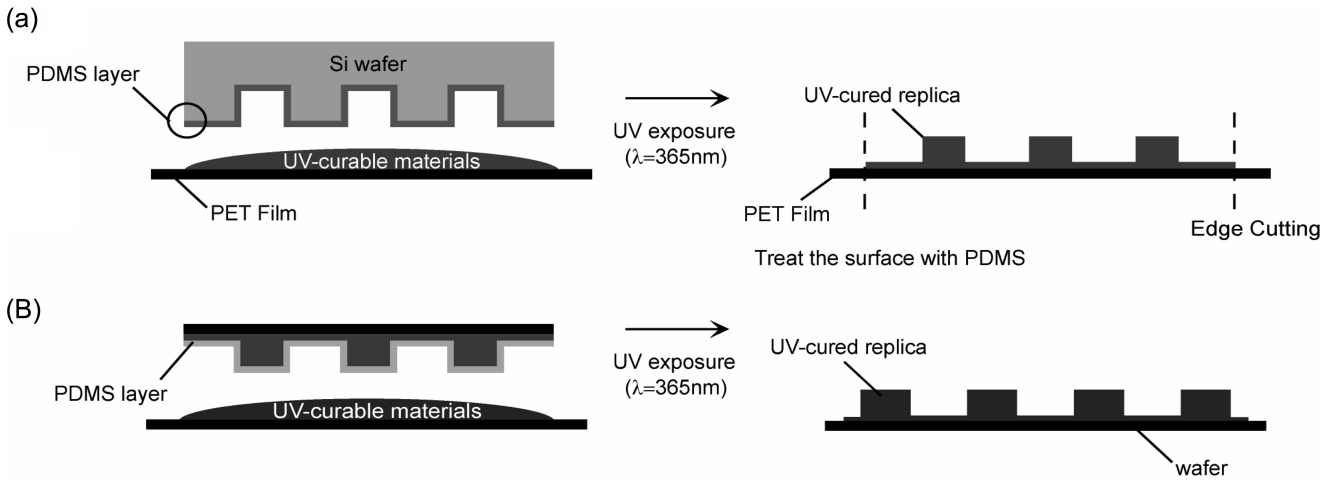 (a)
Si wafer
PDMS layer
UV-curable materials
PET Film
UV exposure
(λ=365nm)
UV-cured replica
PET Film
Edge Cutting
Treat the surface with PDMS
(B)
PDMS layer
UV-curable materials
UV exposure
(λ=365nm)
UV-cured replica
wafer